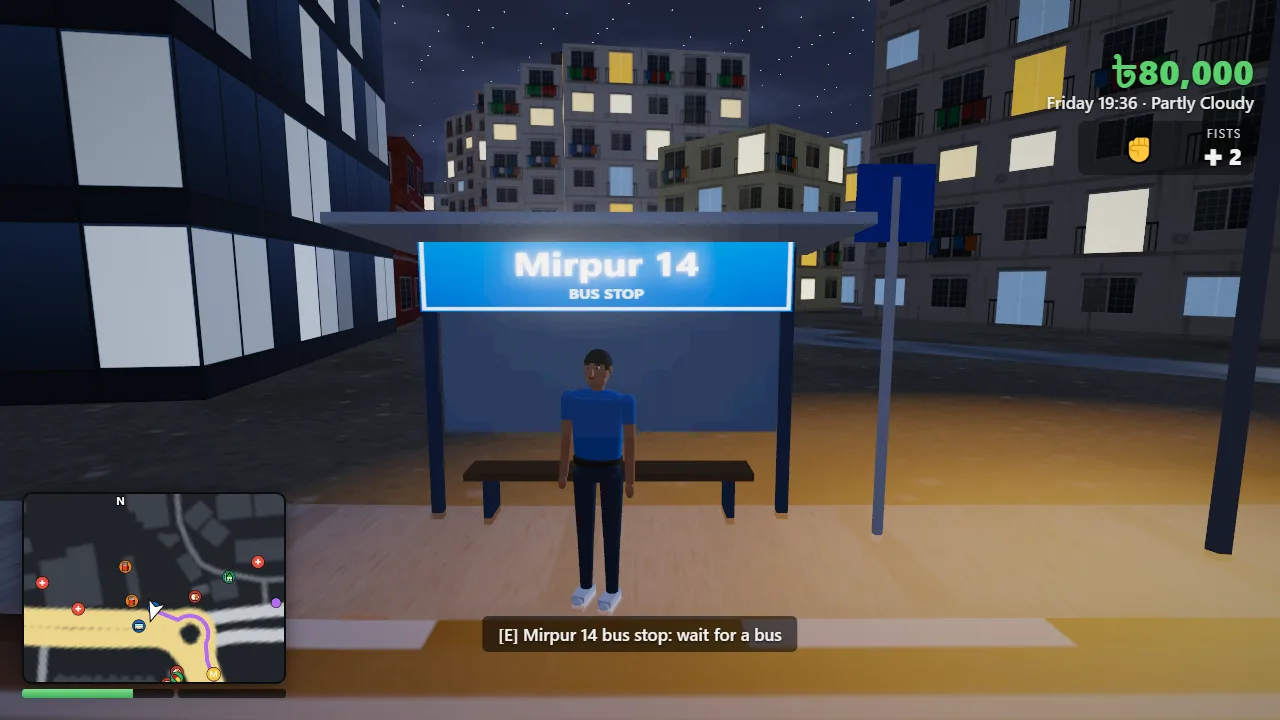 ৳80,000
Friday 19:36 · Partly Cloudy
FISTS
✚ 2
Mirpur 14
BUS STOP
N
[E] Mirpur 14 bus stop: wait for a bus